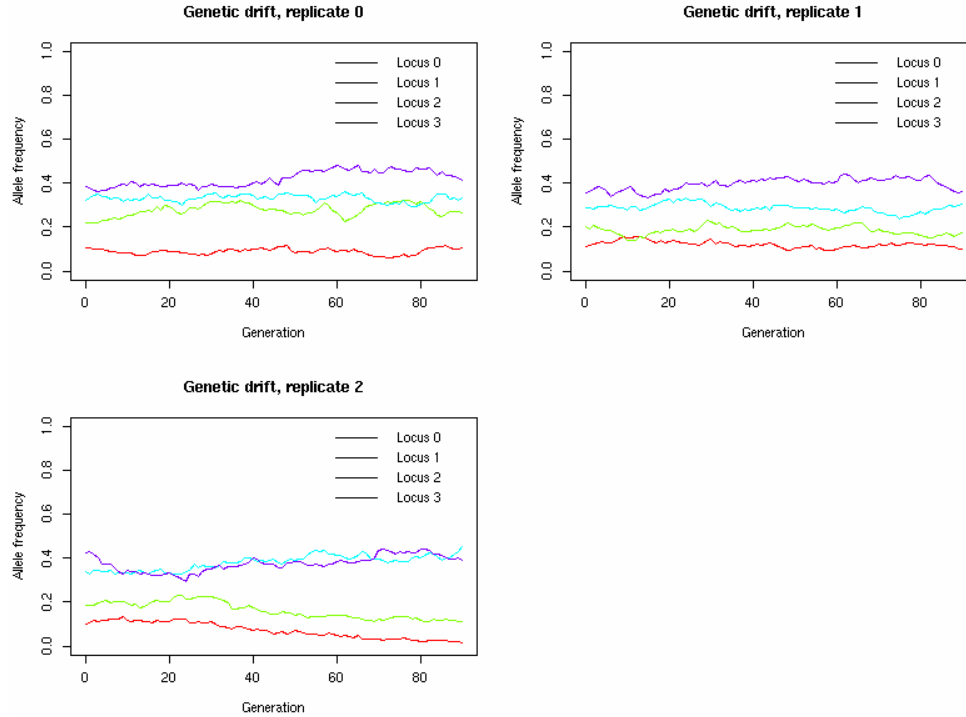 Genetic drift, replicate 0
Allele frequency
1.0
0.8
0.6
0.4
0.2
0.0
Locus 0
Locus 1
Locus 2
Locus 3
0 20 40 60 80
Generation
Genetic drift, replicate 1
Allele frequency
1.0
0.8
0.6
0.4
0.2
0.0
Locus 0
Locus 1
Locus 2
Locus 3
0 20 40 60 80
Generation
Genetic drift, replicate 2
Allele frequency
1.0
0.8
0.6
0.4
0.2
0.0
Locus 0
Locus 1
Locus 2
Locus 3
0 20 40 60 80
Generation